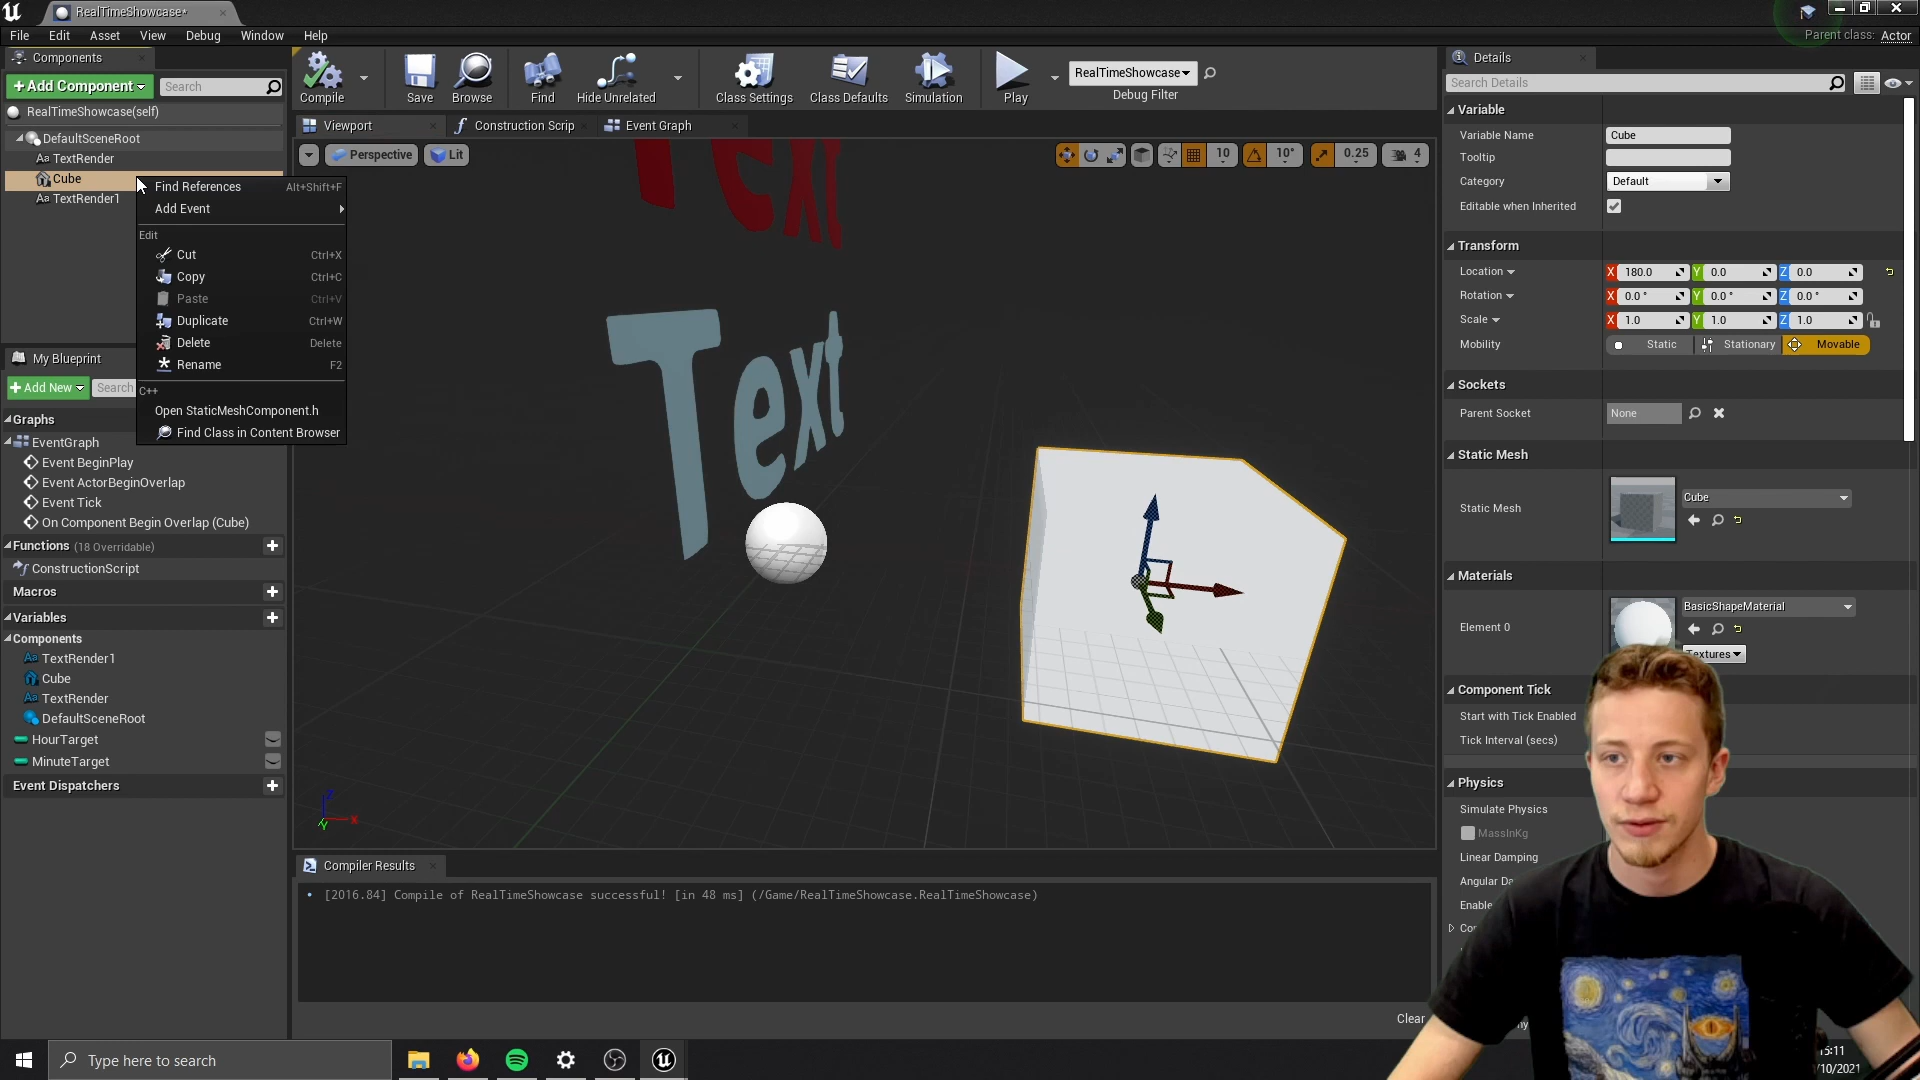 RealTimeShowcase*
File Edit Asset View Debug Window Help
Parent class: Actor
Components
+Add Component
Search
RealTimeShowcase(self)
DefaultSceneRoot
TextRender
Cube
TextRender1
Find References Alt+Shift+F
Add Event
Edit
Cut Ctrl+X
Copy Ctrl+C
Paste Ctrl+V
Duplicate Ctrl+W
Delete Delete
Rename F2
C++
Open StaticMeshComponent.h
Find Class in Content Browser
My Blueprint
+Add New
Search
Graphs
EventGraph
Event BeginPlay
Event ActorBeginOverlap
Event Tick
On Component Begin Overlap (Cube)
Functions (18 Overridable)
ConstructionScript
Macros
Variables
Components
TextRender1
Cube
TextRender
DefaultSceneRoot
HourTarget
MinuteTarget
Event Dispatchers
Compile
Save
Browse
Find
Hide Unrelated
Class Settings
Class Defaults
Simulation
Play
RealTimeShowcase
Debug Filter
Viewport
Construction Scrip
Event Graph
Perspective
Lit
10
10°
0.25
4
Text
Text
Z
X
Y
Compiler Results
[2016.84] Compile of RealTimeShowcase successful! [in 48 ms] (/Game/RealTimeShowcase.RealTimeShowcase)
Clear
Details
Search Details
Variable
Variable Name Cube
Tooltip
Category Default
Editable when Inherited
Transform
Location X 180.0 Y 0.0 Z 0.0
Rotation X 0.0 ° Y 0.0 ° Z 0.0 °
Scale X 1.0 Y 1.0 Z 1.0
Mobility Static Stationary Movable
Sockets
Parent Socket None
Static Mesh
Static Mesh Cube
Materials
Element 0 BasicShapeMaterial
Textures
Component Tick
Start with Tick Enabled
Tick Interval (secs)
Physics
Simulate Physics
MassInKg
Linear Damping
Angular Da
Enable
Type here to search
/10/2021